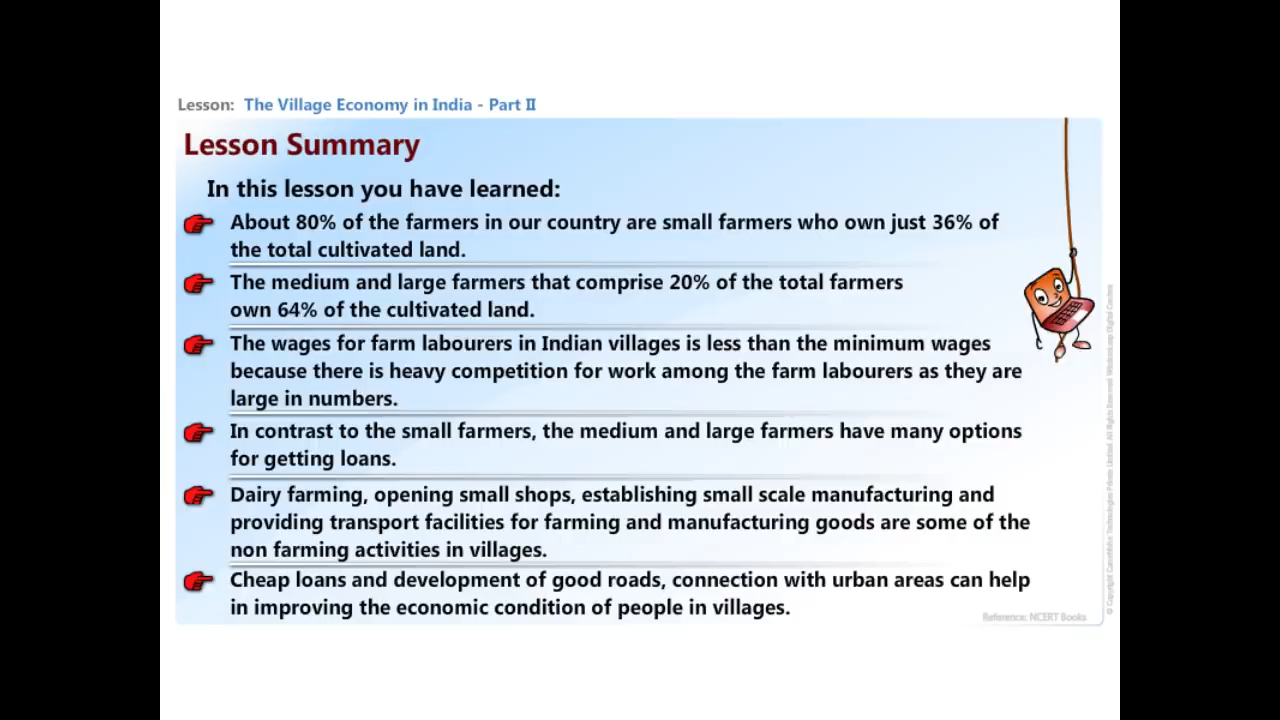 Lesson: The Village Economy in India - Part II
Lesson Summary
In this lesson you have learned:
About 80% of the farmers in our country are small farmers who own just 36% of
the total cultivated land.
The medium and large farmers that comprise 20% of the total farmers
own 64% of the cultivated land.
The wages for farm labourers in Indian villages is less than the minimum wages
because there is heavy competition for work among the farm labourers as they are
large in numbers.
In contrast to the small farmers, the medium and large farmers have many options
for getting loans.
Dairy farming, opening small shops, establishing small scale manufacturing and
providing transport facilities for farming and manufacturing goods are some of the
non farming activities in villages.
Cheap loans and development of good roads, connection with urban areas can help
in improving the economic condition of people in villages.
Reference: NCERT Books